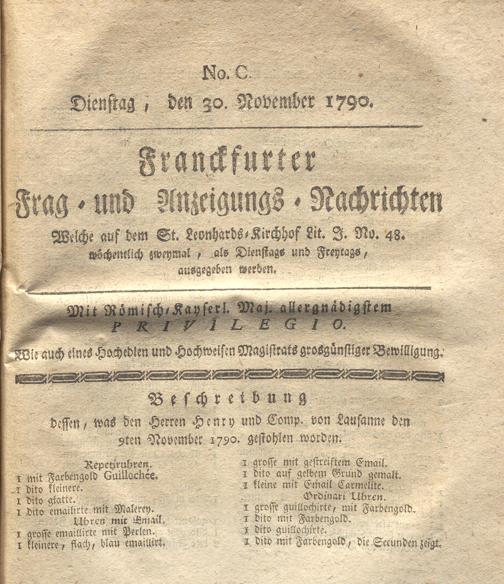 No. C.
Dienstag, den 30. November 1790.
Franckfurter
Frag- und Anzeigungs-Nachrichten
Welche auf dem St. Leonhards-Kirchhof Lit. J. No. 48.
wöchentlich zweymal, als Dienstags und Freytags,
ausgegeben werden.
Mit Römisch-Kayserl. Maj. allergnädigstem
PRIVILEGIO.
Wie auch eines Hochedlen und Hochweisen Magistrats grosgünstiger Bewilligung.
Beschreibung
dessen, was den Herren Henry und Comp. von Lausanne den
9ten November 1790. gestohlen worden.
Repetiruhren.
1 mit Farbengold Guillochee.
1 dito kleinere.
1 dito glatte.
1 dito emailirte mit Malerey.
Uhren mit Email.
1 grosse emaillirte mit Perlen.
1 kleinere, flach, blau emaillirt.
1 grosse mit gestreiftem Email.
1 dito auf gelbem Grund gemalt.
1 kleine mit Email Carmelite.
Ordinari Uhren.
1 grosse guillochirte, mit Farbengold.
1 dito mit Farbengold.
1 dito guillochirte.
1 dito mit Farbengold, die Secunden zeigt.